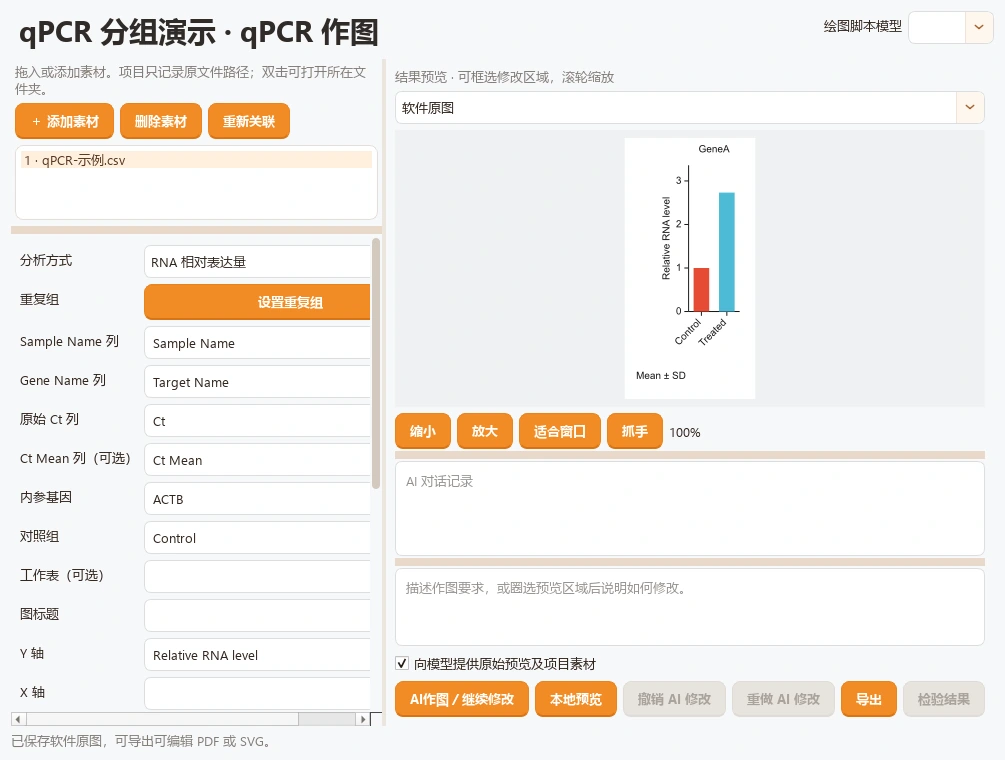 qPCR 分组演示 · qPCR 作图
绘图脚本模型
拖入或添加素材。项目只记录原文件路径；双击可打开所在文件夹。
＋ 添加素材
删除素材
重新关联
1 · qPCR-示例.csv
分析方式
RNA 相对表达量
重复组
设置重复组
Sample Name 列
Sample Name
Gene Name 列
Target Name
原始 Ct 列
Ct
Ct Mean 列（可选）
Ct Mean
内参基因
ACTB
对照组
Control
工作表（可选）
图标题
Y 轴
Relative RNA level
X 轴
已保存软件原图，可导出可编辑 PDF 或 SVG。
结果预览 · 可框选修改区域，滚轮缩放
软件原图
GeneA
Relative RNA level
3
2
1
0
Control
Treated
Mean ± SD
缩小
放大
适合窗口
抓手
100%
AI 对话记录
描述作图要求，或圈选预览区域后说明如何修改。
向模型提供原始预览及项目素材
AI作图 / 继续修改
本地预览
撤销 AI 修改
重做 AI 修改
导出
检验结果